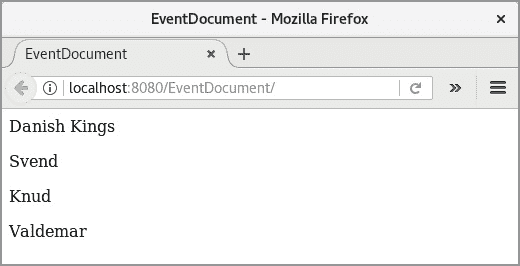 EventDocument - Mozilla Firefox
EventDocument
localhost:8080/EventDocument/
Danish Kings
Svend
Knud
Valdemar